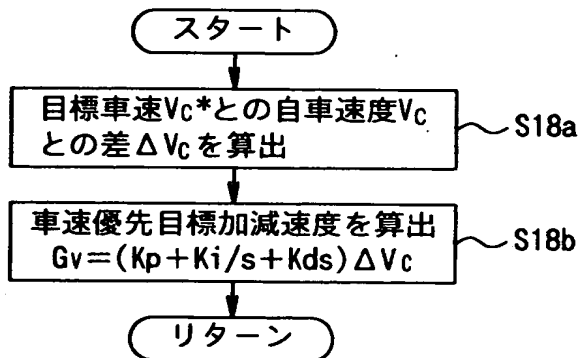 スタート
目標車速Vc*との自車速度Vc
との差ΔVcを算出
S18a
車速優先目標加減速度を算出
Gv=(Kp+Ki/s+Kds)ΔVc
S18b
リターン